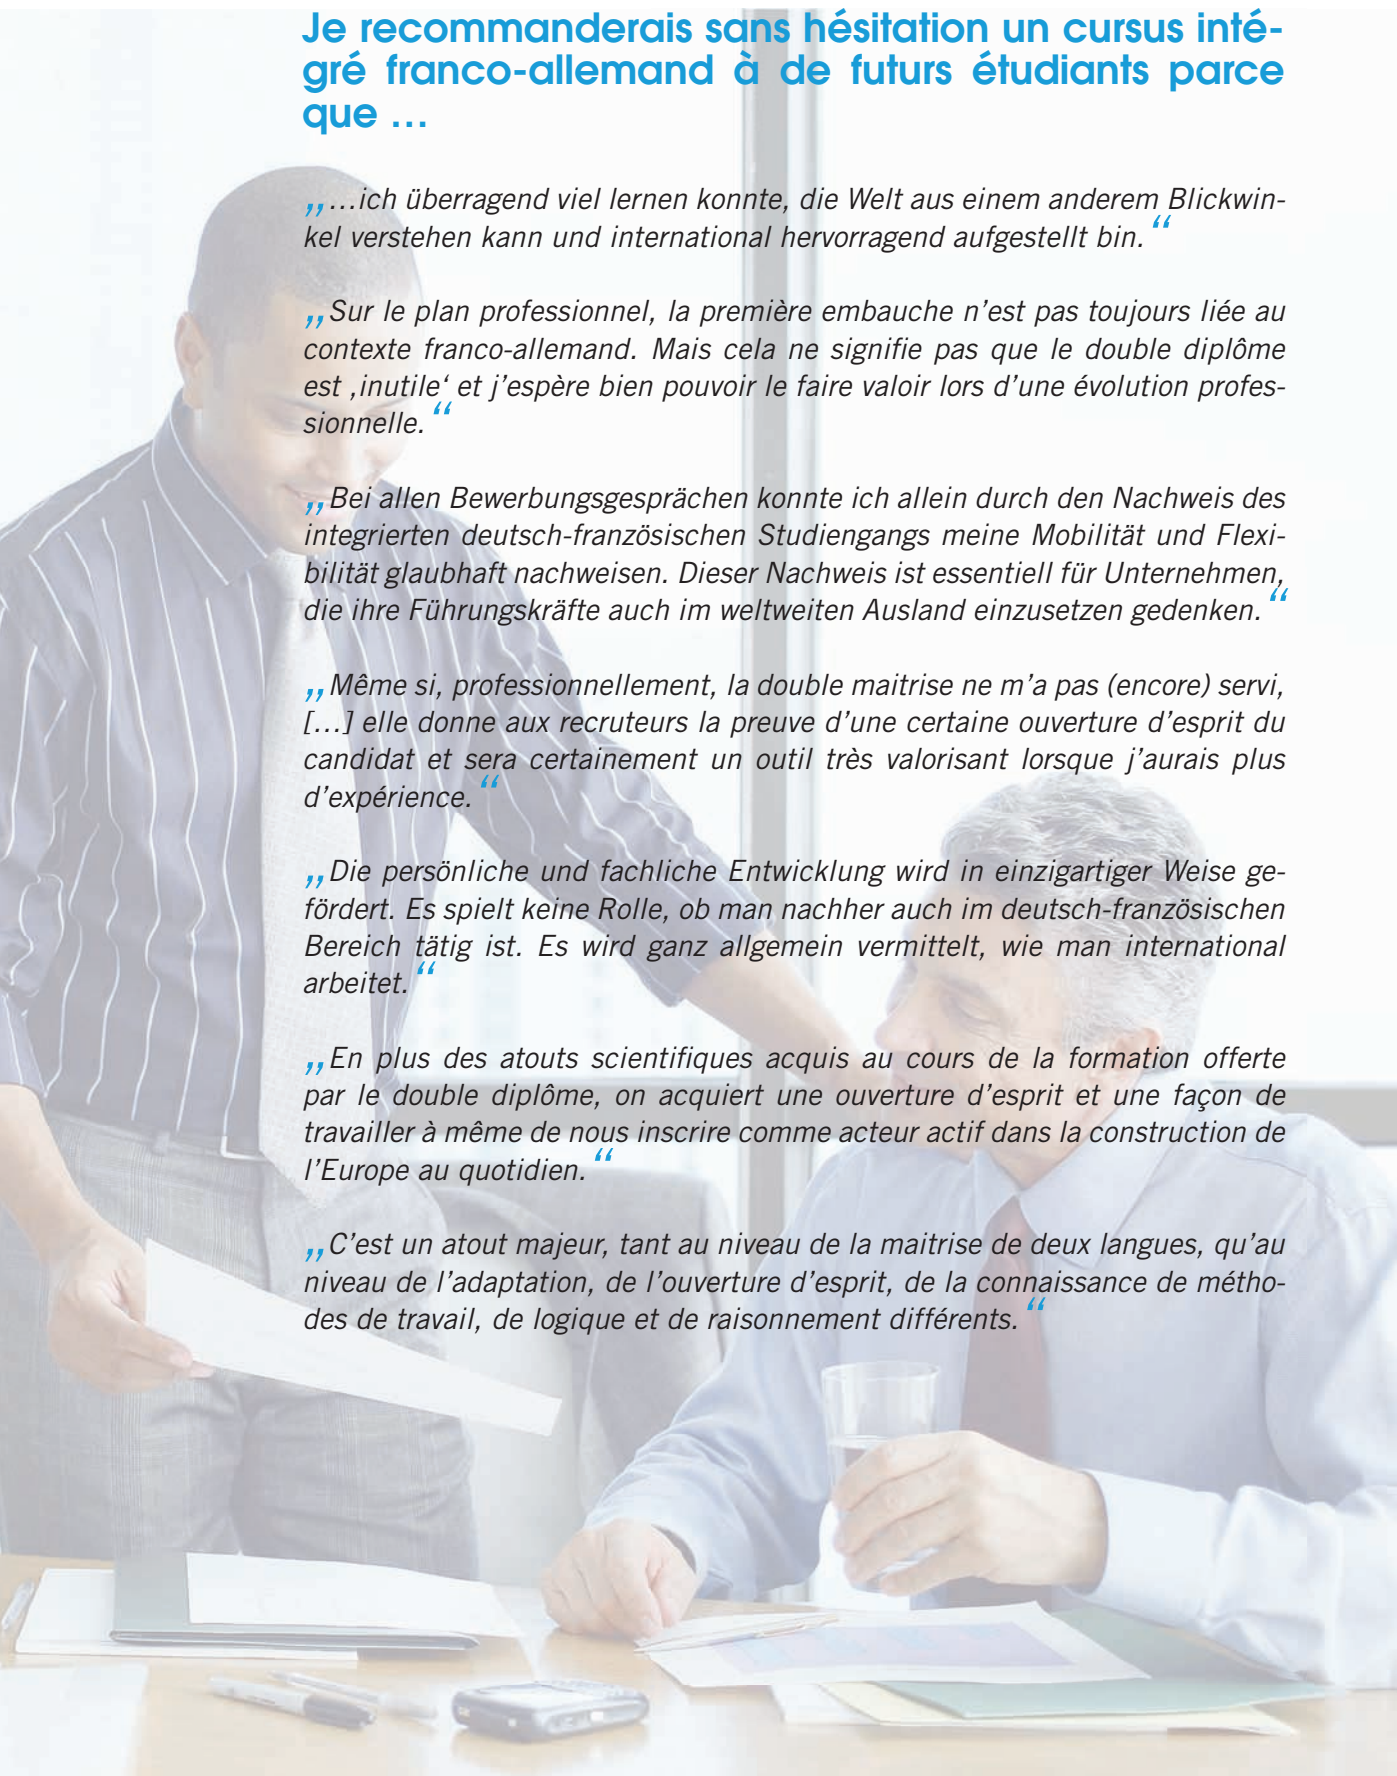 Je recommanderais sans hésitation un cursus inté-
gré franco-allemand à de futurs étudiants parce
que …
„…ich überragend viel lernen konnte, die Welt aus einem anderem Blickwin-
kel verstehen kann und international hervorragend aufgestellt bin.“
„Sur le plan professionnel, la première embauche n’est pas toujours liée au
contexte franco-allemand. Mais cela ne signifie pas que le double diplôme
est ‚inutile‘ et j’espère bien pouvoir le faire valoir lors d’une évolution profes-
sionnelle.“
„Bei allen Bewerbungsgesprächen konnte ich allein durch den Nachweis des
integrierten deutsch-französischen Studiengangs meine Mobilität und Flexi-
bilität glaubhaft nachweisen. Dieser Nachweis ist essentiell für Unternehmen,
die ihre Führungskräfte auch im weltweiten Ausland einzusetzen gedenken.“
„Même si, professionnellement, la double maitrise ne m’a pas (encore) servi,
[…] elle donne aux recruteurs la preuve d’une certaine ouverture d’esprit du
candidat et sera certainement un outil très valorisant lorsque j’aurais plus
d’expérience.“
„Die persönliche und fachliche Entwicklung wird in einzigartiger Weise ge-
fördert. Es spielt keine Rolle, ob man nachher auch im deutsch-französischen
Bereich tätig ist. Es wird ganz allgemein vermittelt, wie man international
arbeitet.“
„En plus des atouts scientifiques acquis au cours de la formation offerte
par le double diplôme, on acquiert une ouverture d’esprit et une façon de
travailler à même de nous inscrire comme acteur actif dans la construction de
l’Europe au quotidien.“
„C’est un atout majeur, tant au niveau de la maitrise de deux langues, qu’au
niveau de l’adaptation, de l’ouverture d’esprit, de la connaissance de métho-
des de travail, de logique et de raisonnement différents.“